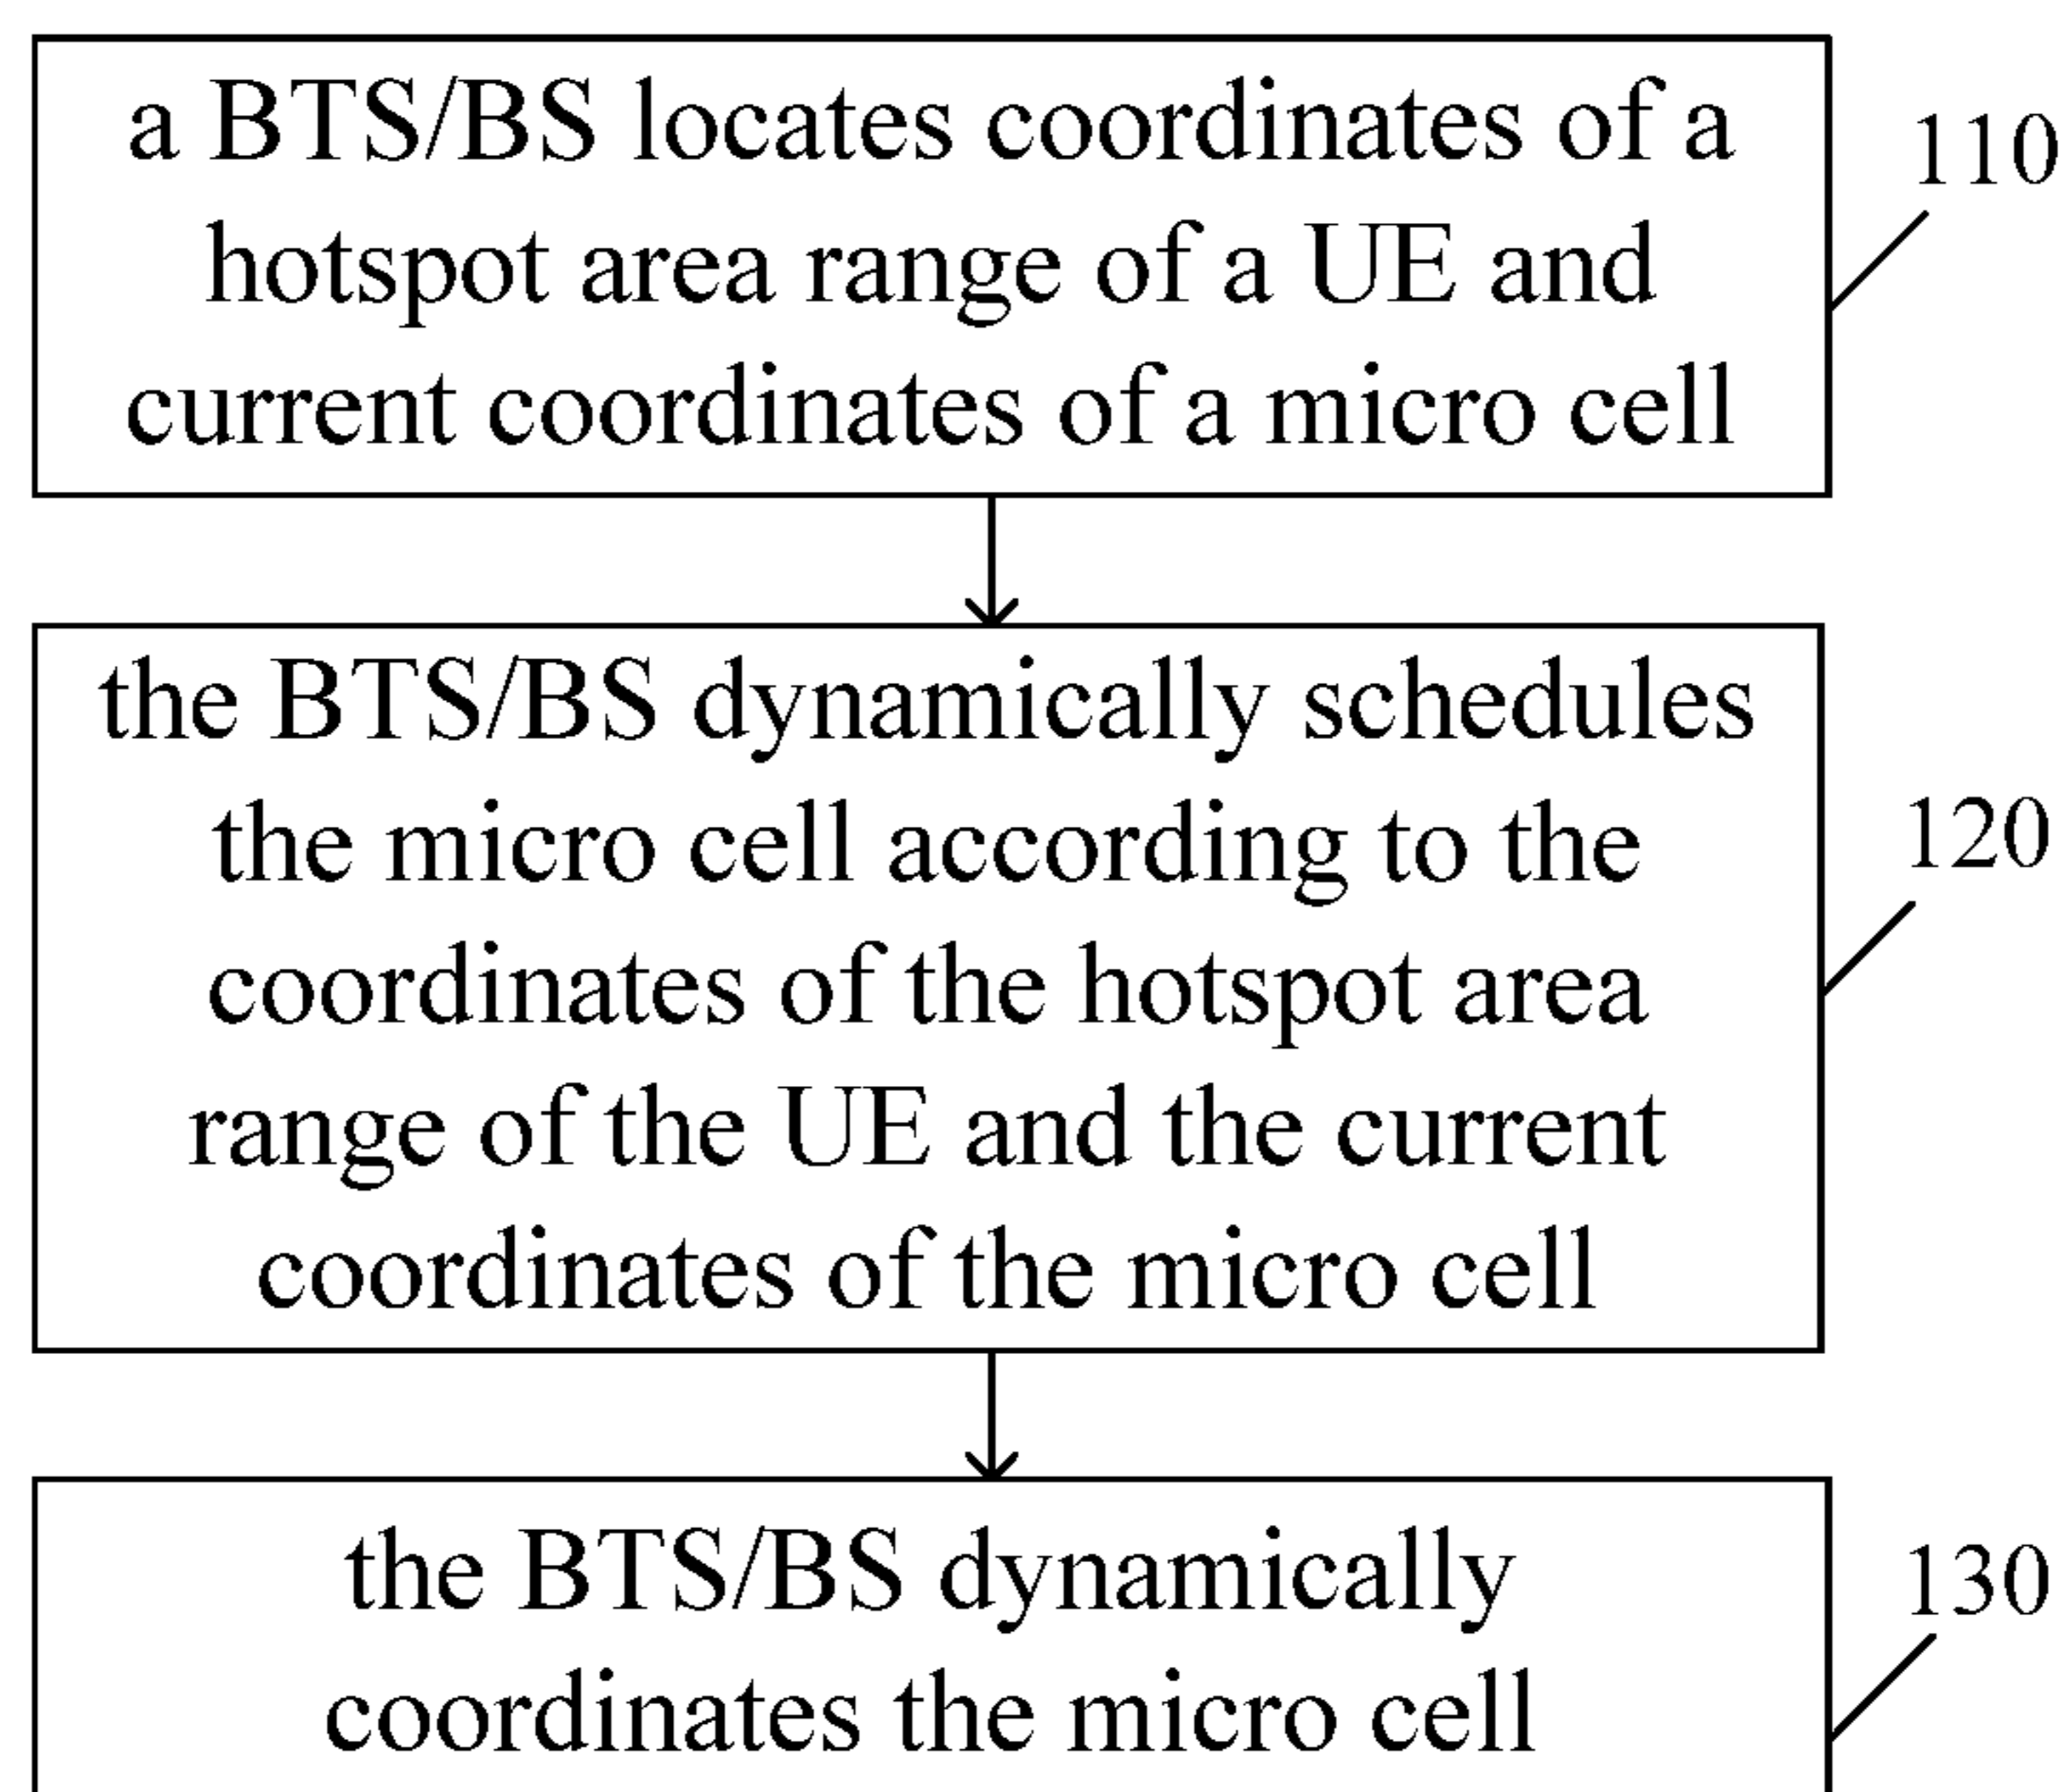 a BTS/BS locates coordinates of a
hotspot area range of a UE and
current coordinates of a micro cell
110
the BTS/BS dynamically schedules
the micro cell according to the
coordinates of the hotspot area
range of the UE and the current
coordinates of the micro cell
120
the BTS/BS dynamically
coordinates the micro cell
130